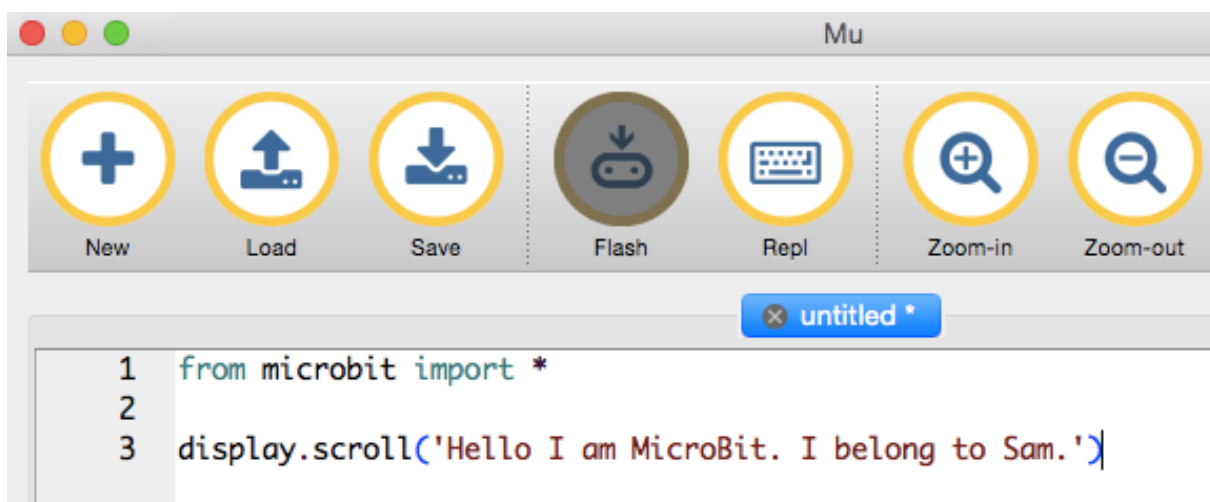 Mu
New Load Save Flash Repl Zoom-in Zoom-out
untitled *
1 from microbit import *
2
3 display.scroll('Hello I am MicroBit. I belong to Sam.')